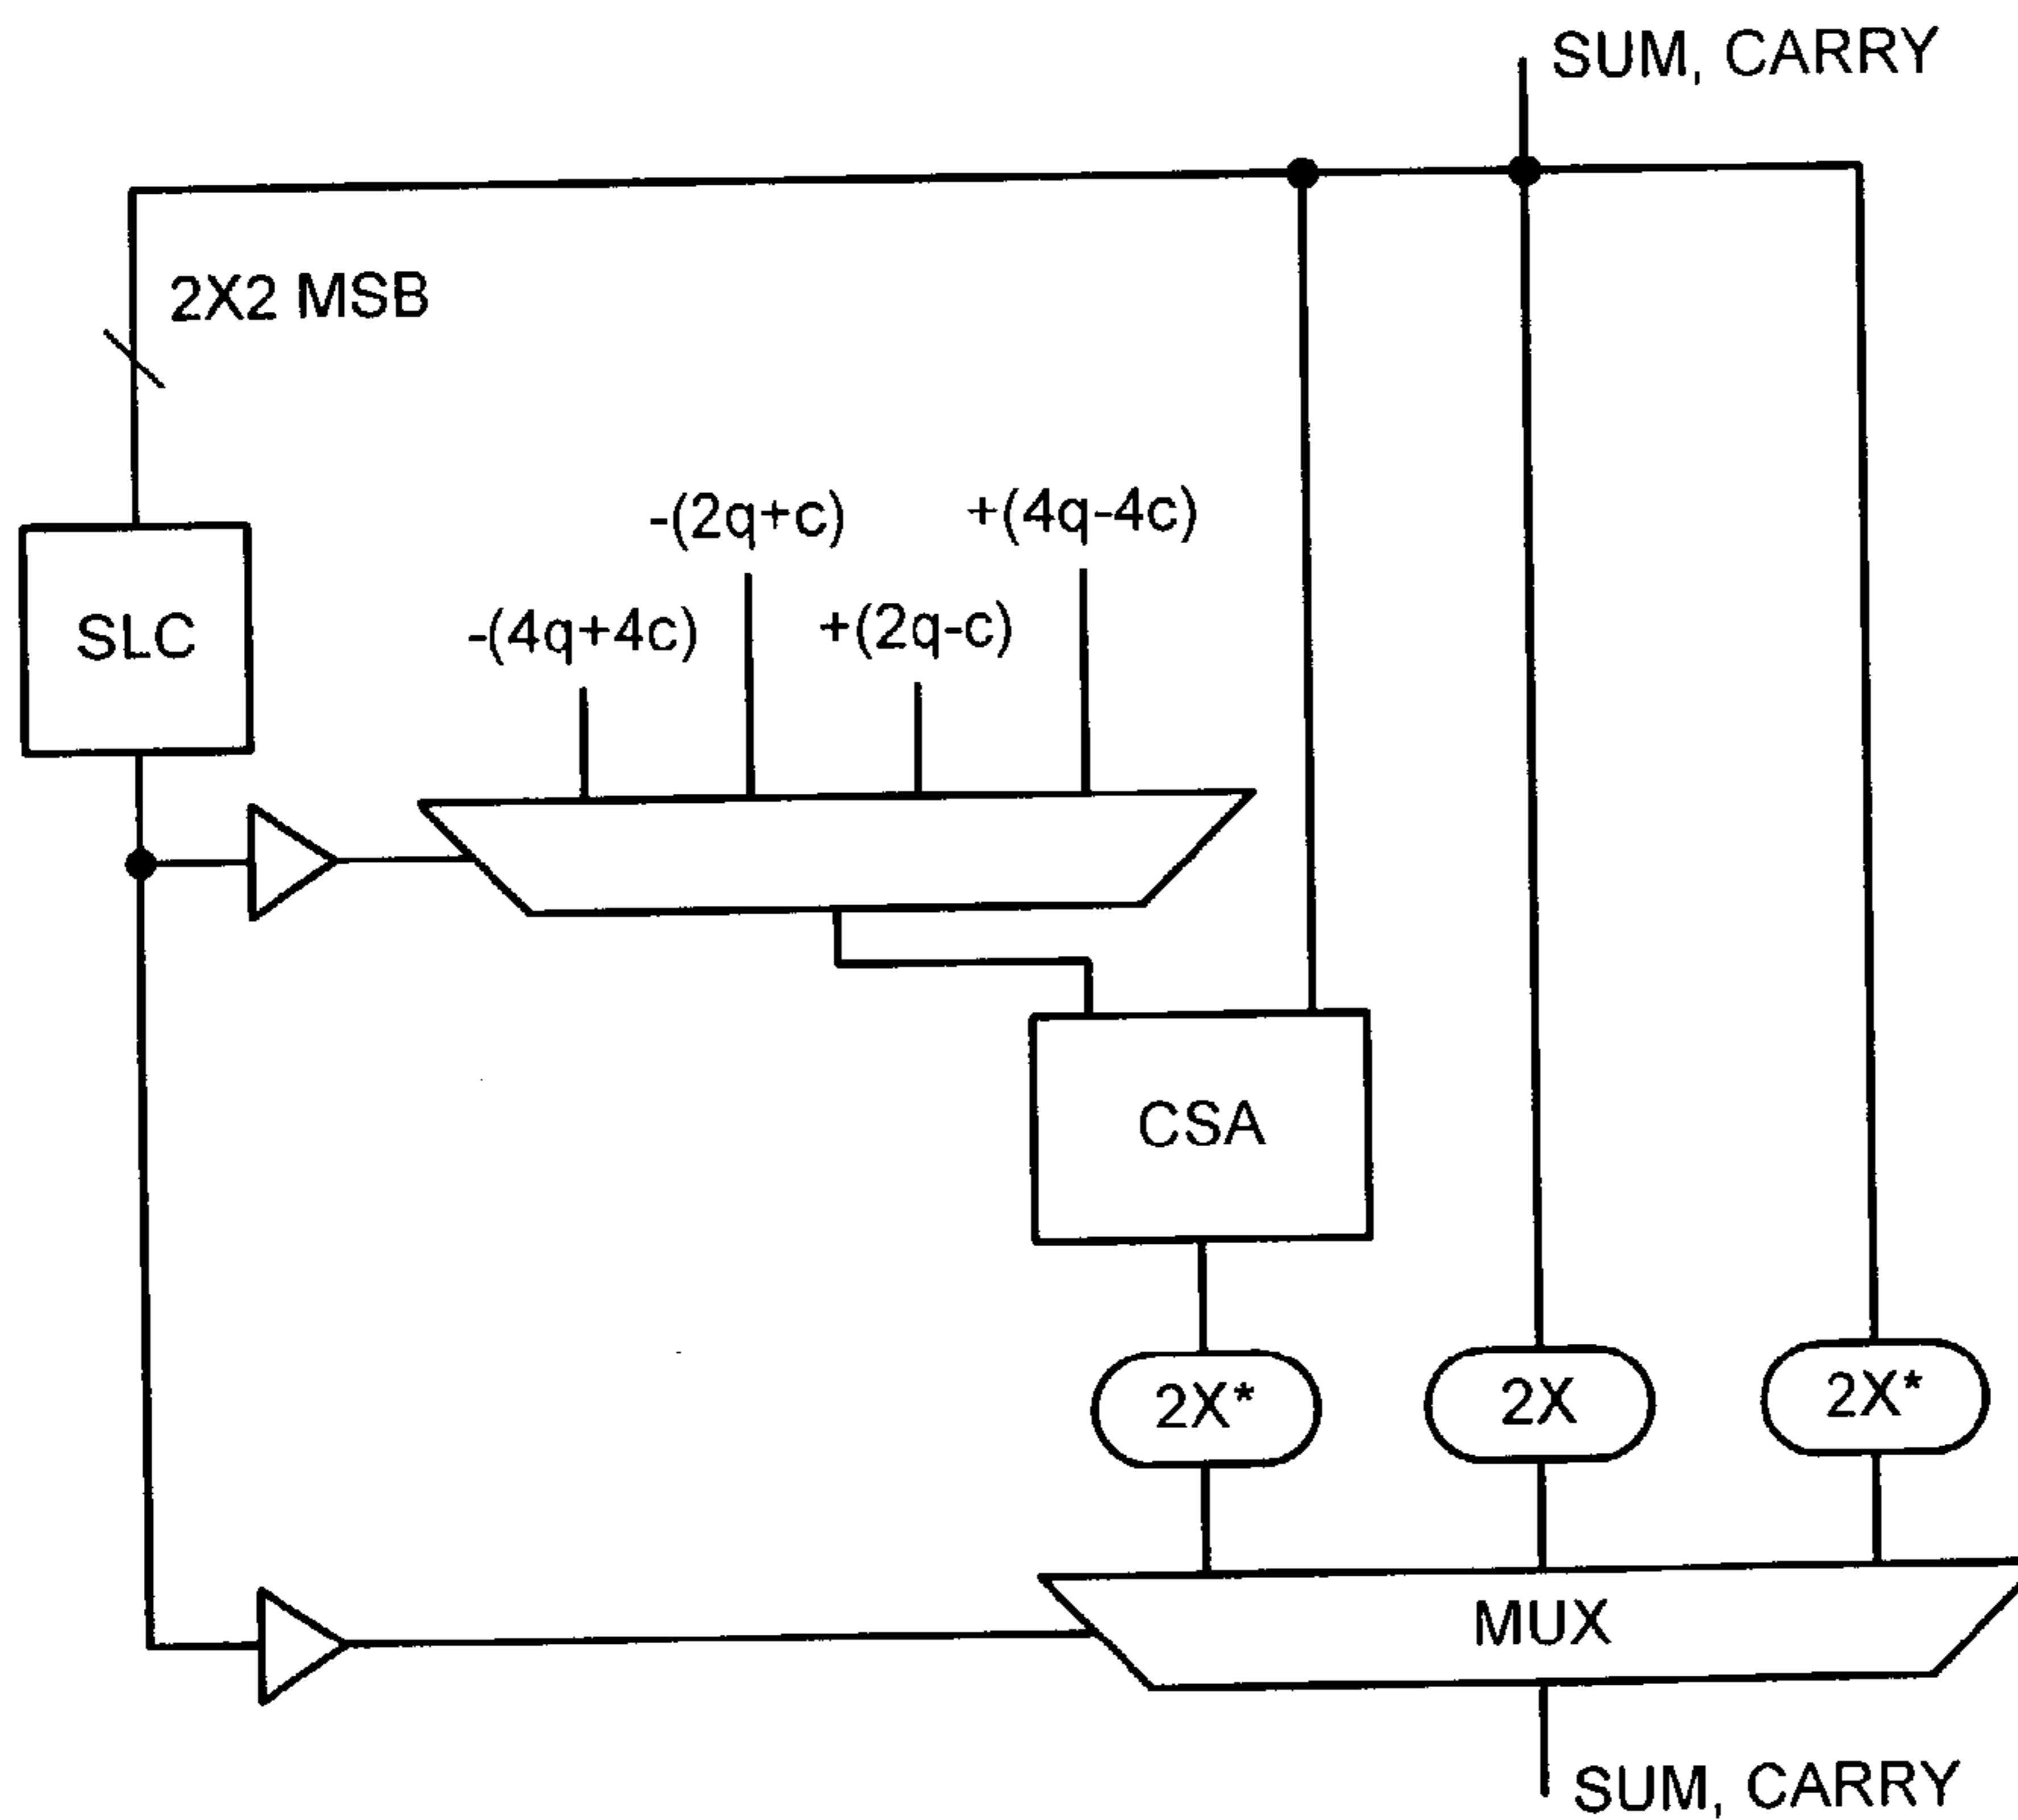 SUM, CARRY
2X2 MSB
-(2q+c)
+(4q-4c)
-(4q+4c)
+(2q-c)
SLC
CSA
2X*
2X
2X*
MUX
SUM, CARRY